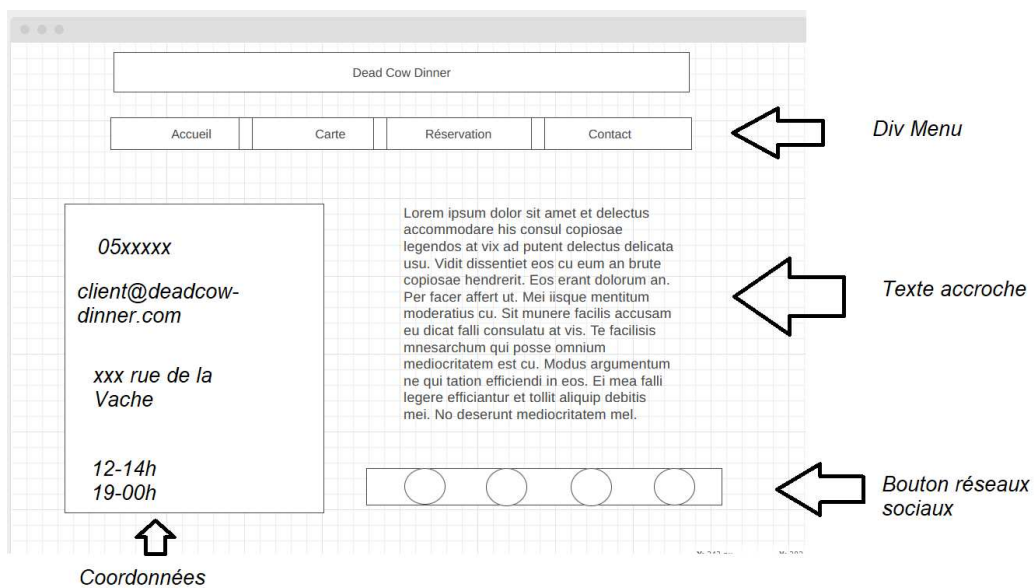 Dead Cow Dinner
Accueil
Carte
Réservation
Contact
Div Menu
05xxxxx
client@deadcow-
dinner.com
xxx rue de la
Vache
12-14h
19-00h
Coordonnées
Lorem ipsum dolor sit amet et delectus
accommodare his consul copiosae
legendos at vix ad putent delectus delicata
usu. Vidit dissentiet eos cu eum an brute
copiosae hendrerit. Eos erant dolorum an.
Per facer affert ut. Mei iisque mentitum
moderatius cu. Sit munere facilis accusam
eu dicat falli consulatu at vis. Te facilisis
mnesarchum qui posse omnium
mediocritatem est cu. Modus argumentum
ne qui tation efficiendi in eos. Ei mea falli
legere efficiantur et tollit aliquip debitis
mei. No deserunt mediocritatem mel.
Texte accroche
Bouton réseaux
sociaux